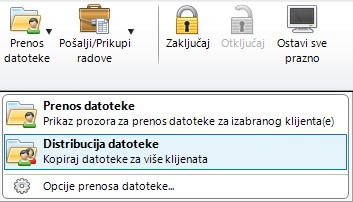 Prenos
datoteke
Pošalji/Prikupi
radove
Zaključaj
Otključaj
Ostavi sve
prazno
Prenos datoteke
Prikaz prozora za prenos datoteke za izabranog klijenta(e)
Distribucija datoteke
Kopiraj datoteke za više klijenata
Opcije prenosa datoteke...